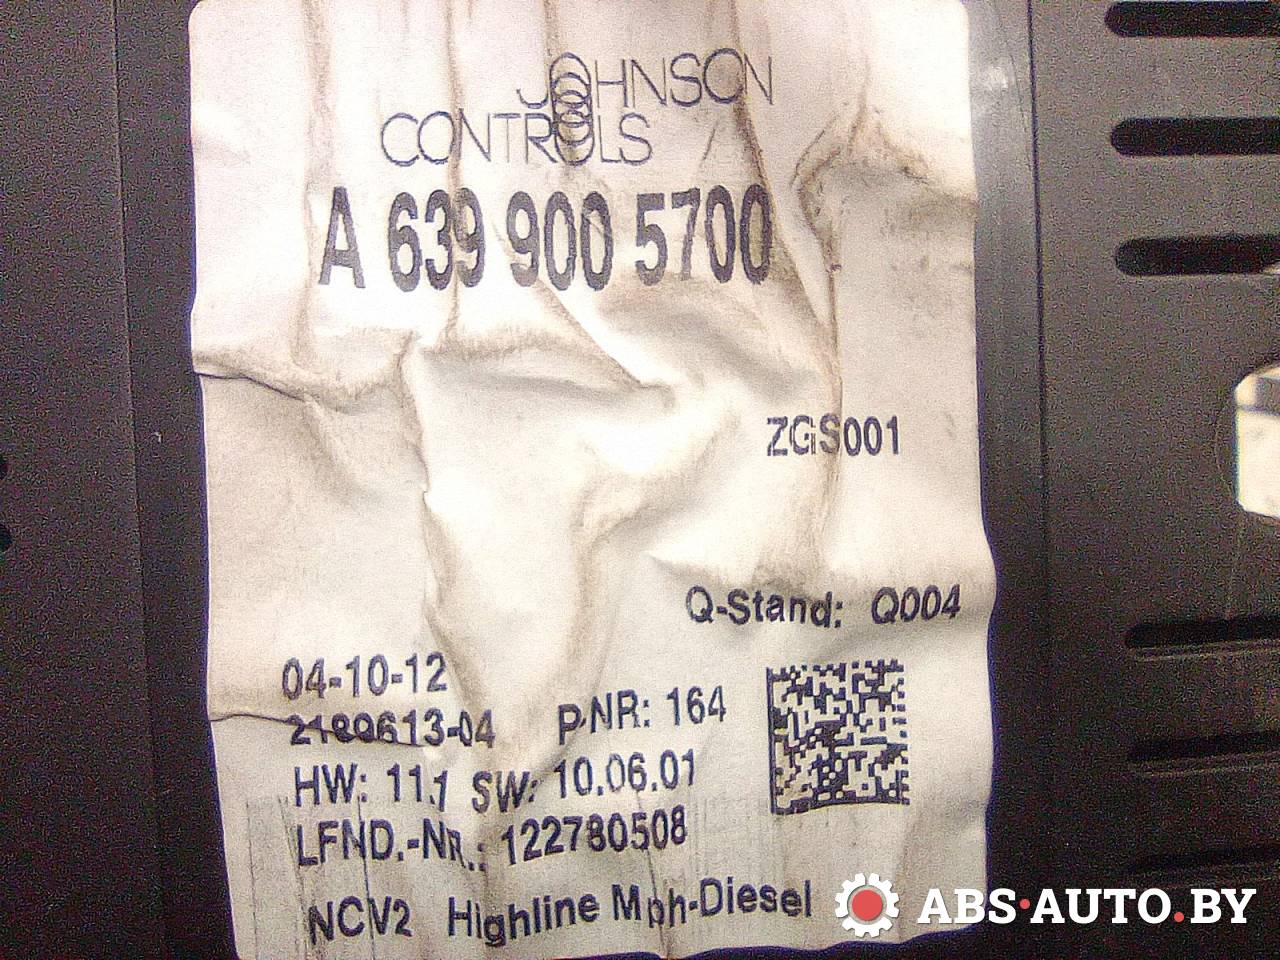 JOHNSON
CONTROLS
A 639 900 5700
ZGS001
Q-Stand: Q004
04-10-12
2180613-04 P-NR: 164
HW: 11.1 SW: 10.06.01
LFND.-NR.: 122780508
NCV2 Highline Mph-Diesel
ABS·AUTO.BY